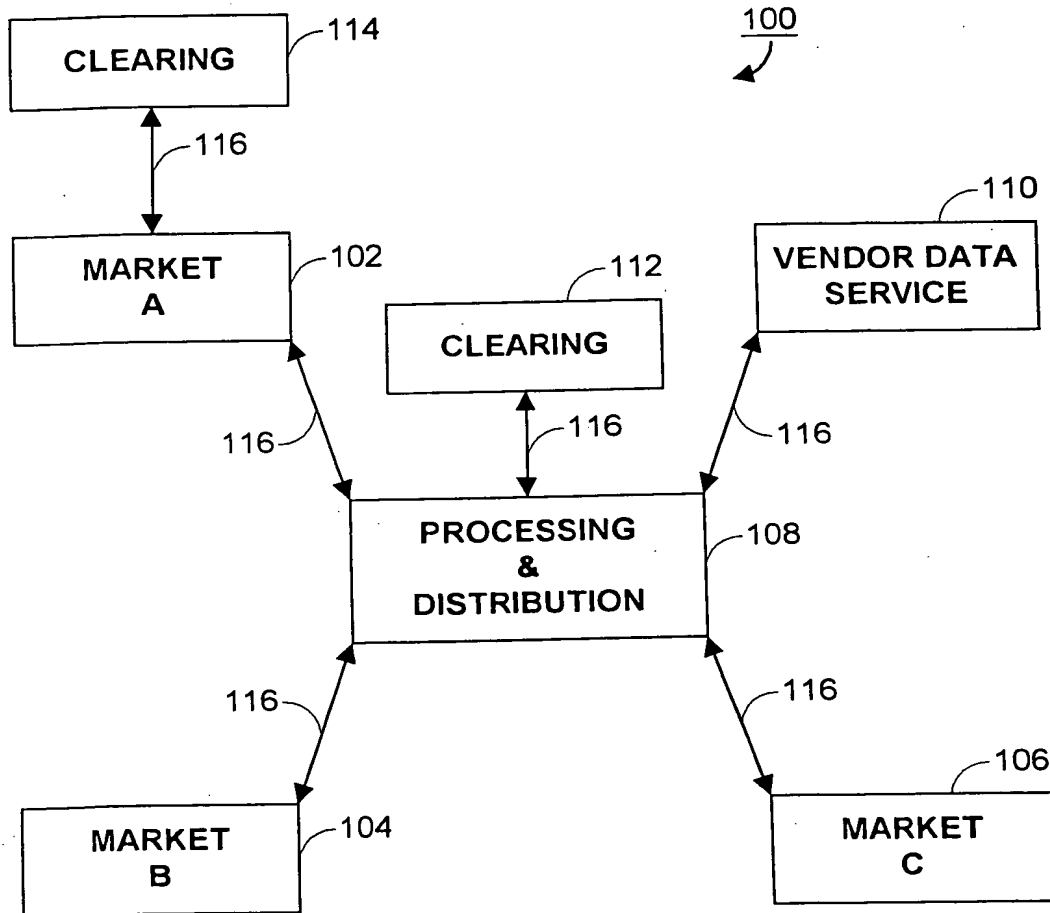 114
100
CLEARING
116
110
102
MARKET
A
112
VENDOR DATA
SERVICE
CLEARING
116
116
116
PROCESSING
&
DISTRIBUTION
108
116
116
106
MARKET
B
104
MARKET
C